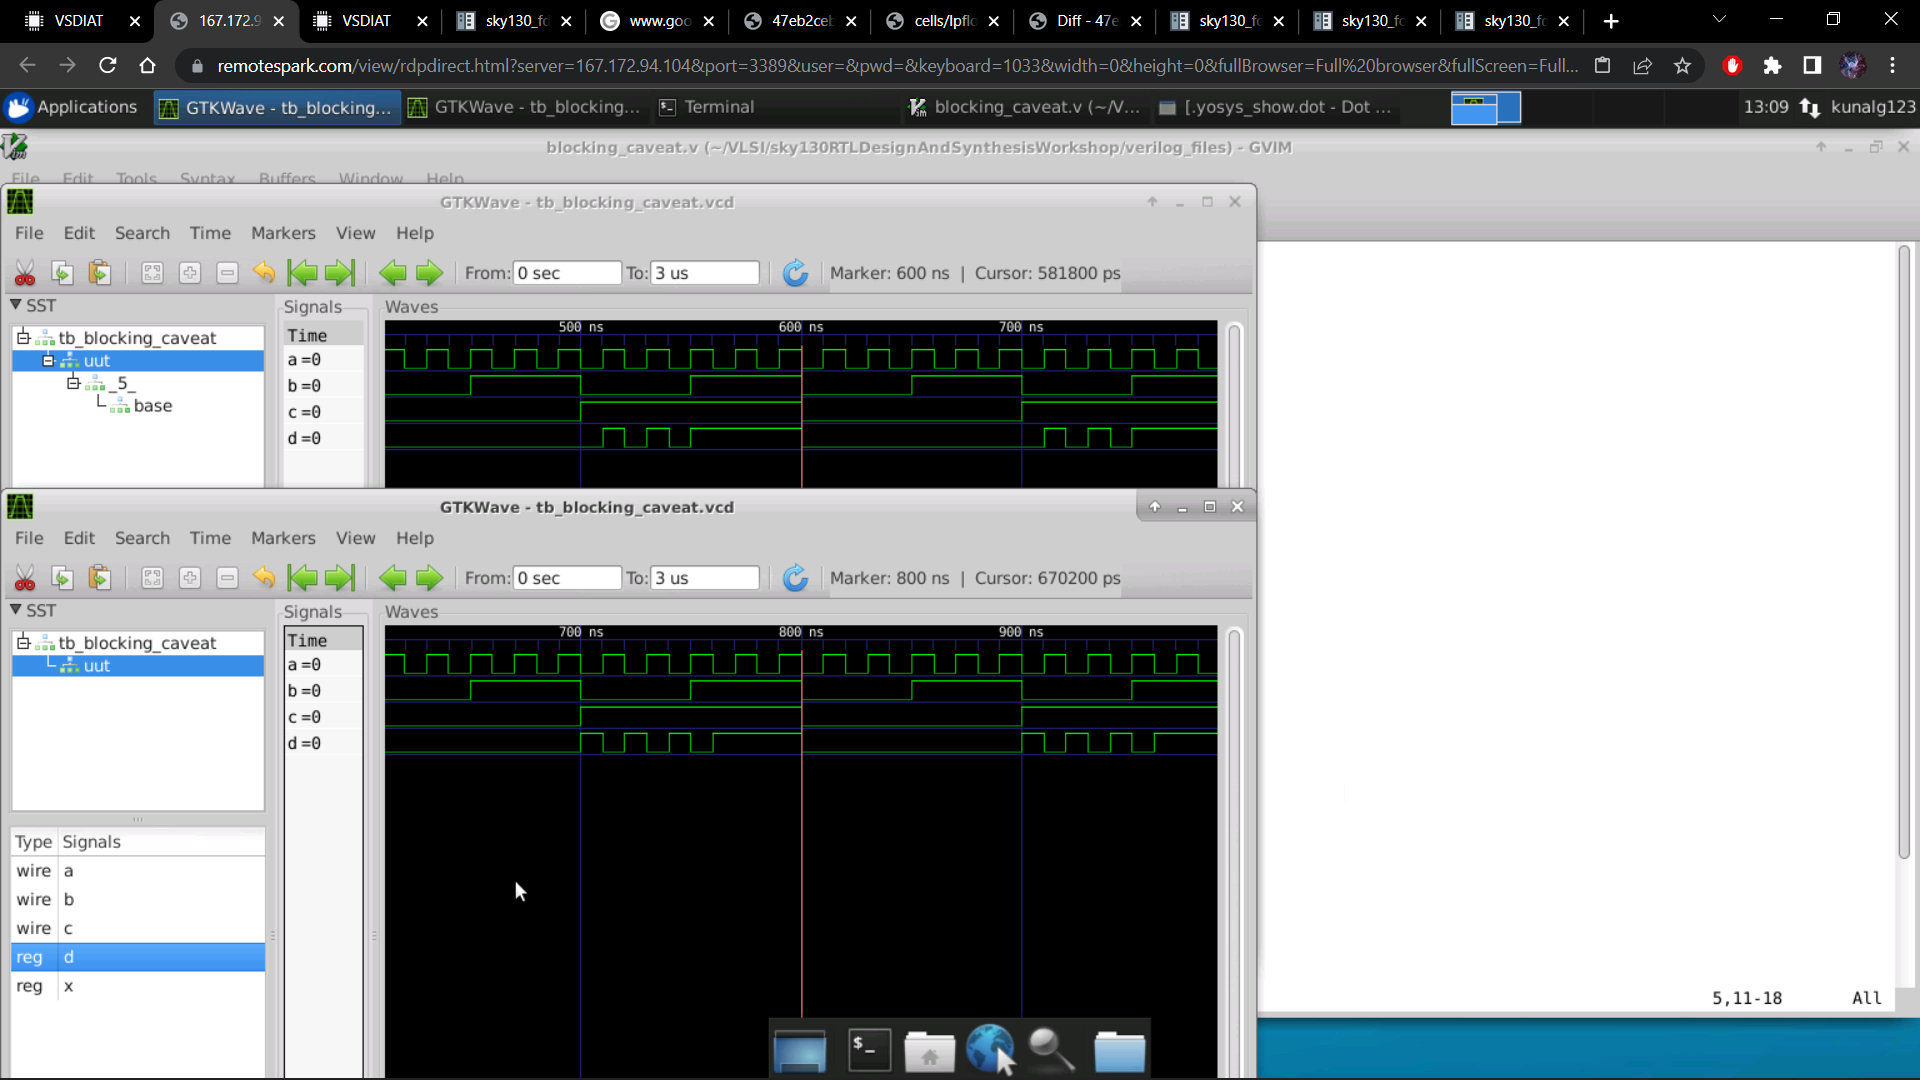 VSDIAT
167.172.9
VSDIAT
sky130_fd
www.goo
47eb2ceb
cells/lpflo
Diff - 47e
sky130_fd
sky130_fd
sky130_fd
remotespark.com/view/rdpdirect.html?server=167.172.94.104&port=3389&user=&pwd=&keyboard=1033&width=0&height=0&fullBrowser=Full%20browser&fullScreen=Full...
Applications
GTKWave - tb_blocking...
GTKWave - tb_blocking...
Terminal
blocking_caveat.v (~/V...
[.yosys_show.dot - Dot ...
13:09
kunalg123
blocking_caveat.v (~/VLSI/sky130RTLDesignAndSynthesisWorkshop/verilog_files) - GVIM
File Edit Tools Syntax Buffers Window Help
GTKWave - tb_blocking_caveat.vcd
File Edit Search Time Markers View Help
From: 0 sec To: 3 us Marker: 600 ns | Cursor: 581800 ps
SST
Signals
Waves
tb_blocking_caveat
uut
_5_
base
Time
a=0
b=0
c=0
d=0
500 ns 600 ns 700 ns
GTKWave - tb_blocking_caveat.vcd
File Edit Search Time Markers View Help
From: 0 sec To: 3 us Marker: 800 ns | Cursor: 670200 ps
SST
Signals
Waves
tb_blocking_caveat
uut
Time
a=0
b=0
c=0
d=0
700 ns 800 ns 900 ns
Type Signals
wire a
wire b
wire c
reg d
reg x
5,11-18 All
$_